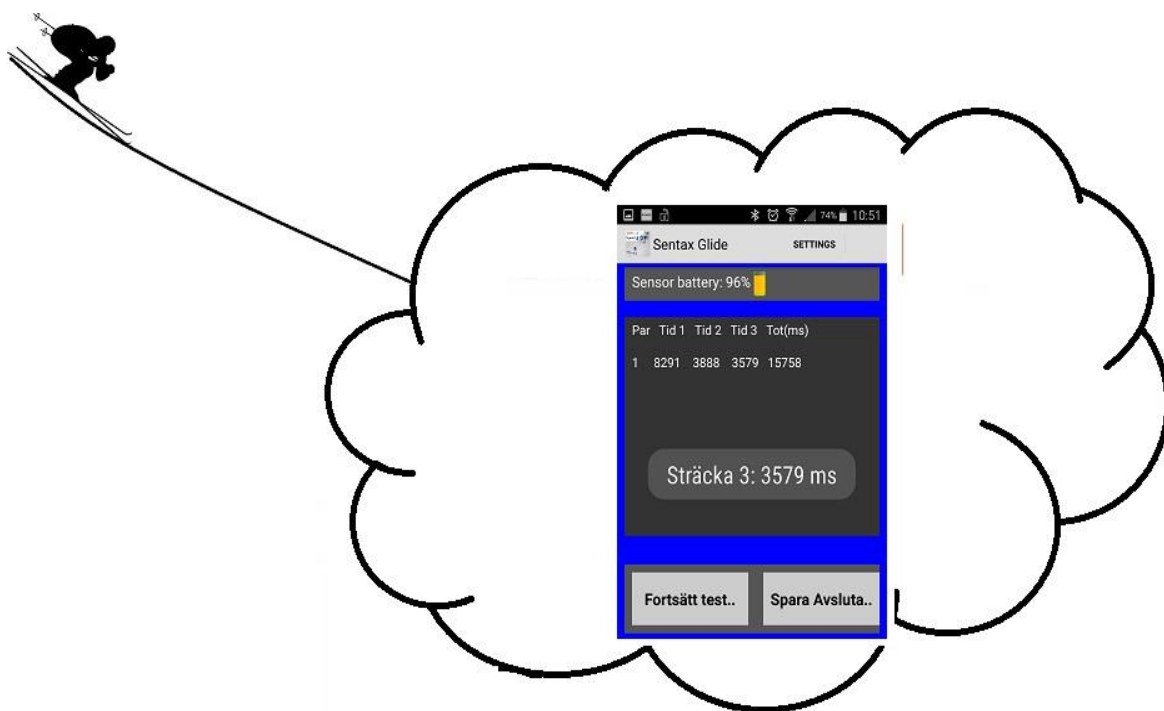 74% 10:51
Sentax Glide SETTINGS
Sensor battery: 96%
Par Tid 1 Tid 2 Tid 3 Tot(ms)
1 8291 3888 3579 15758
Sträcka 3: 3579 ms
Fortsätt test.. Spara Avsluta..